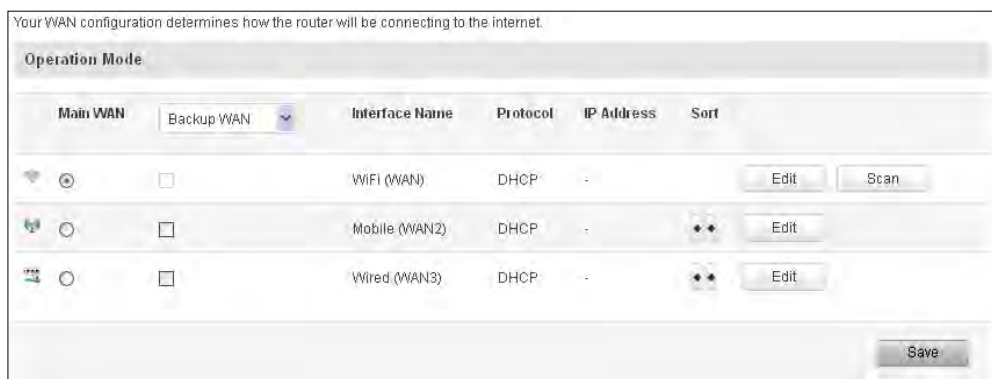 Your WAN configuration determines how the router will be connecting to the internet.
Operation Mode
Main WAN Backup WAN Interface Name Protocol IP Address Sort
WiFi (WAN) DHCP - Edit Scan
Mobile (WAN2) DHCP - Edit
Wired (WAN3) DHCP - Edit
Save